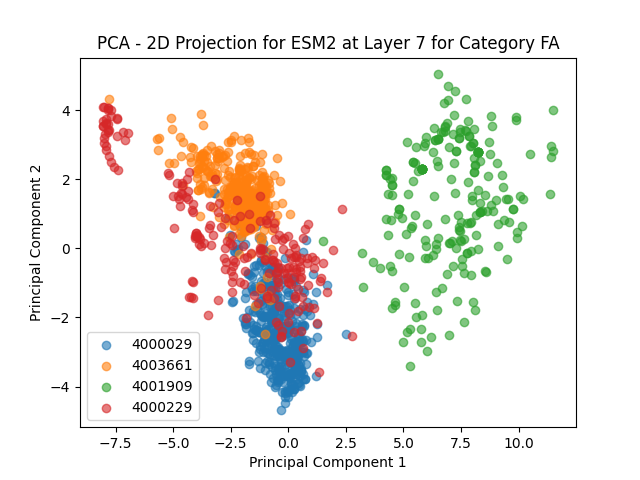 PCA - 2D Projection for ESM2 at Layer 7 for Category FA
Principal Component 2
4
2
0
−2
−4
4000029
4003661
4001909
4000229
−7.5 −5.0 −2.5 0.0 2.5 5.0 7.5 10.0
Principal Component 1